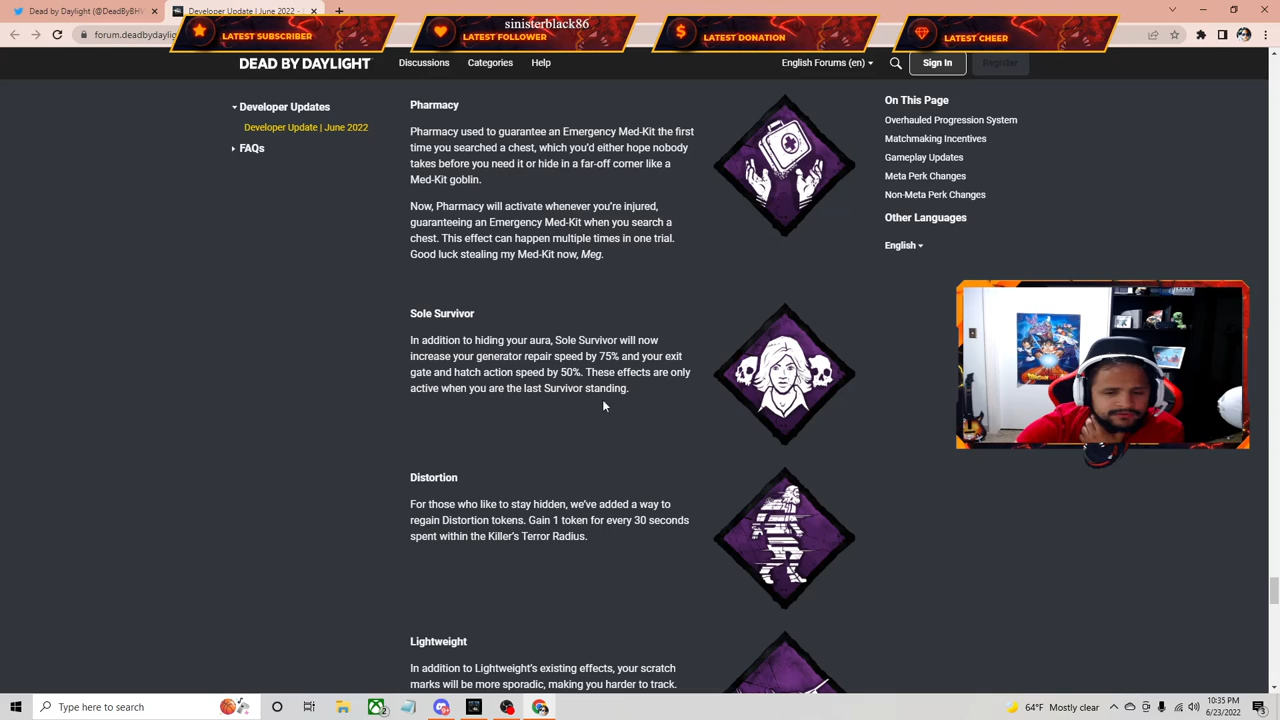 Dead by Daylight (@DeadByBHV
forum.deadbydaylig
sinisterblack86
LATEST SUBSCRIBER
LATEST FOLLOWER
LATEST DONATION
LATEST CHEER
DEAD BY DAYLIGHT
Discussions
Categories
Help
English Forums (en)
Sign In
Register
Developer Updates
Developer Update | June 2022
FAQs
Pharmacy
Pharmacy used to guarantee an Emergency Med-Kit the first
time you searched a chest, which you'd either hope nobody
takes before you need it or hide in a far-off corner like a
Med-Kit goblin.
Now, Pharmacy will activate whenever you're injured,
guaranteeing an Emergency Med-Kit when you search a
chest. This effect can happen multiple times in one trial.
Good luck stealing my Med-Kit now, Meg.
Sole Survivor
In addition to hiding your aura, Sole Survivor will now
increase your generator repair speed by 75% and your exit
gate and hatch action speed by 50%. These effects are only
active when you are the last Survivor standing.
Distortion
For those who like to stay hidden, we've added a way to
regain Distortion tokens. Gain 1 token for every 30 seconds
spent within the Killer's Terror Radius.
Lightweight
In addition to Lightweight's existing effects, your scratch
marks will be more sporadic, making you harder to track.
On This Page
Overhauled Progression System
Matchmaking Incentives
Gameplay Updates
Meta Perk Changes
Non-Meta Perk Changes
Other Languages
English
Type here to search
64°F Mostly clear
10:35 PM
6/23/2022